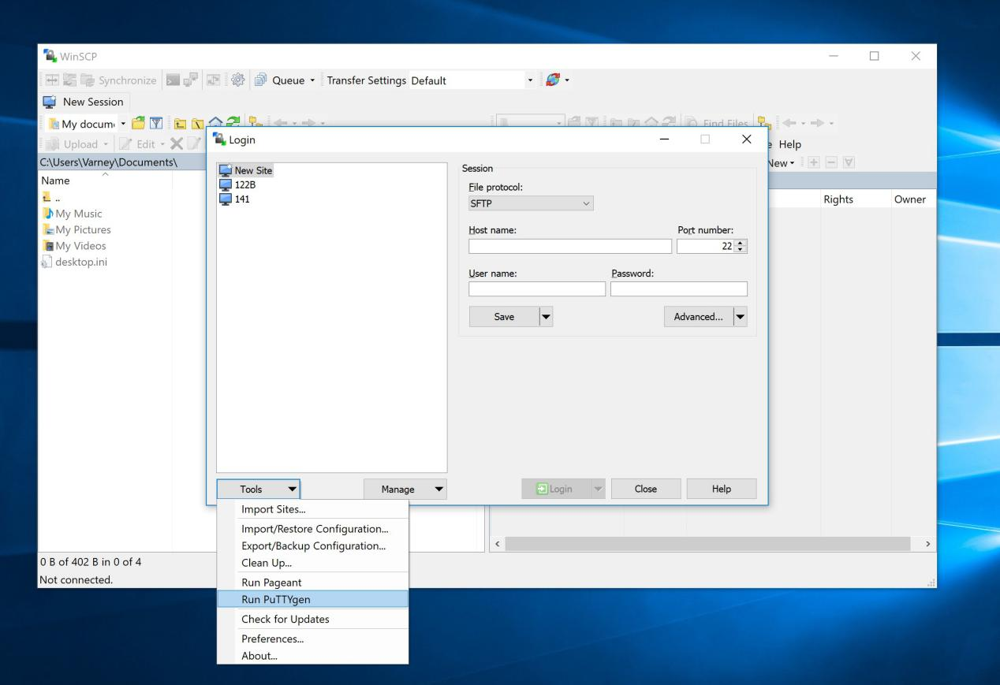 WinSCP
Synchronize Queue Transfer Settings Default
New Session
My docum Find Files
Upload Edit Login Help
C:\Users\Varney\Documents\ New Site Session New
Name 122B File protocol:
.. 141 SFTP Rights Owner
My Music
My Pictures Host name: Port number:
My Videos 22
desktop.ini
User name: Password:
Save Advanced...
Tools Manage Login Close Help
Import Sites...
Import/Restore Configuration...
Export/Backup Configuration...
0 B of 402 B in 0 of 4 Clean Up...
Not connected. Run Pageant
Run PuTTYgen
Check for Updates
Preferences...
About...